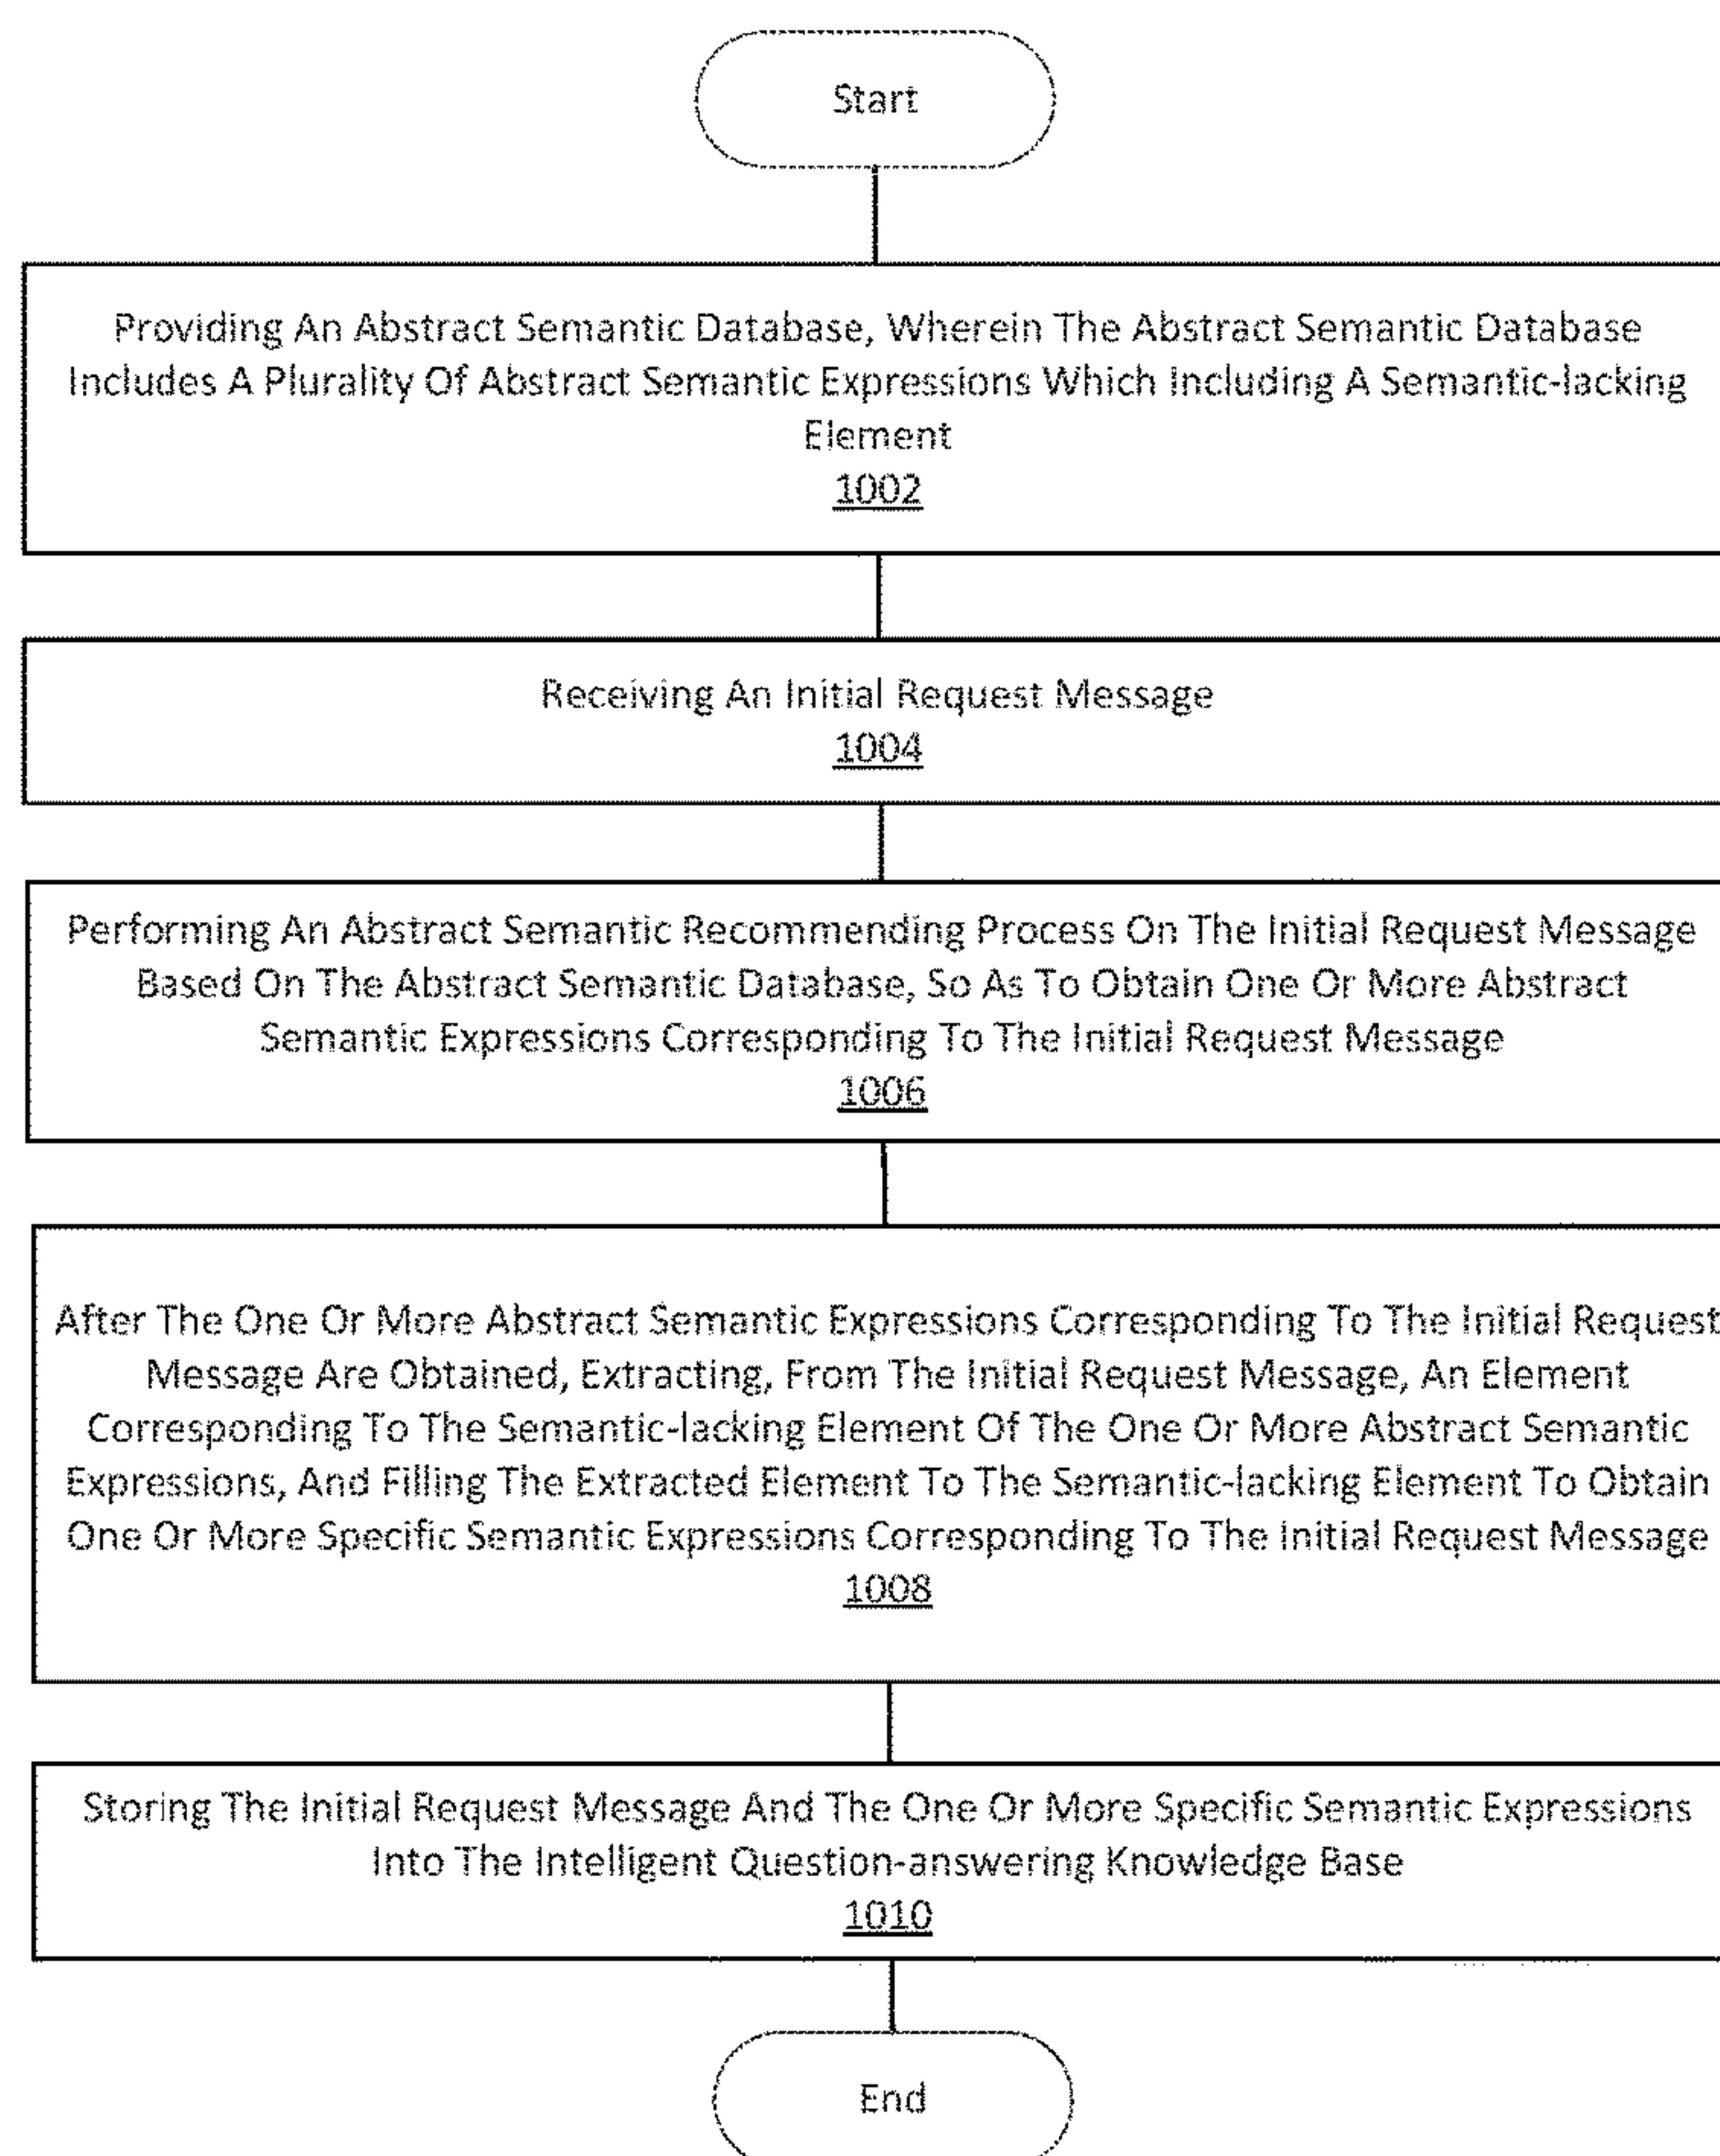 Start
Providing An Abstract Semantic Database, Wherein The Abstract Semantic Database
Includes A Plurality Of Abstract Semantic Expressions Which Including A Semantic-lacking
Element
1002
Receiving An Initial Request Message
1004
Performing An Abstract Semantic Recommending Process On The Initial Request Message
Based On The Abstract Semantic Database, So As To Obtain One Or More Abstract
Semantic Expressions Corresponding To The Initial Request Message
1006
After The One Or More Abstract Semantic Expressions Corresponding To The Initial Request
Message Are Obtained, Extracting, From The Initial Request Message, An Element
Corresponding To The Semantic-lacking Element Of The One Or More Abstract Semantic
Expressions, And Filling The Extracted Element To The Semantic-lacking Element To Obtain
One Or More Specific Semantic Expressions Corresponding To The Initial Request Message
1008
Storing The Initial Request Message And The One Or More Specific Semantic Expressions
Into The Intelligent Question-answering Knowledge Base
1010
End